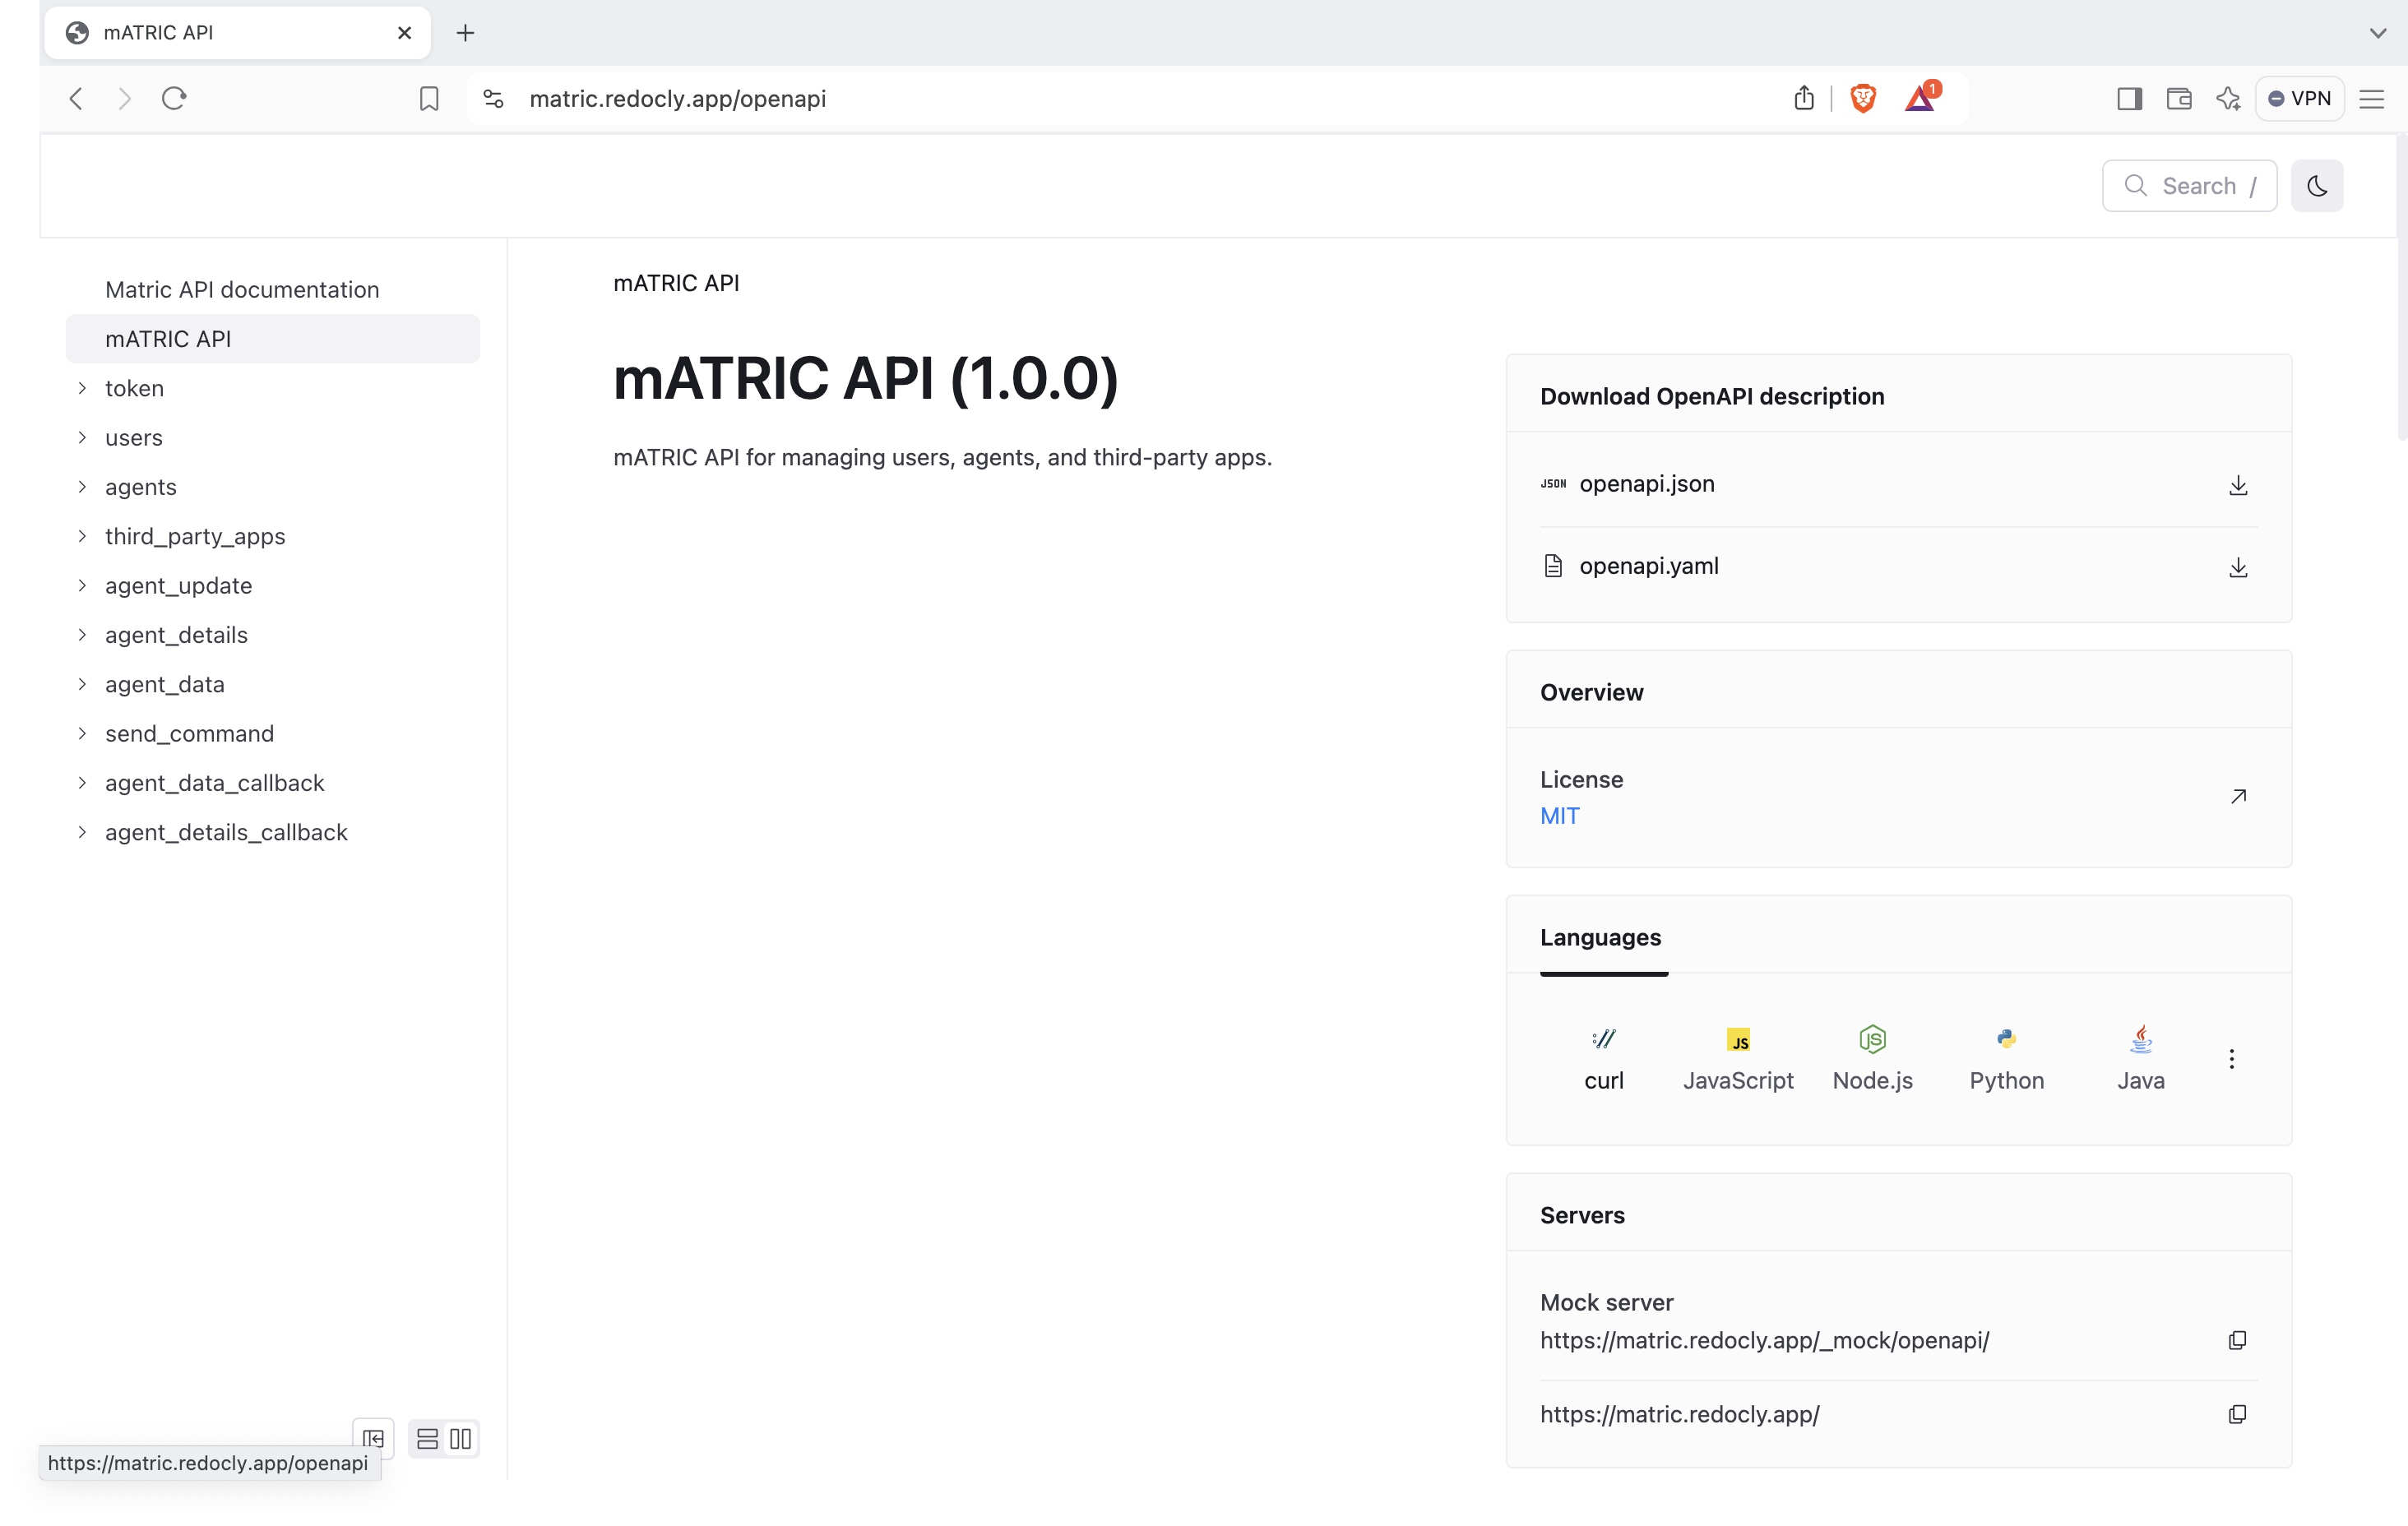 mATRIC API
matric.redocly.app/openapi
1
VPN
Search /
Matric API documentation
mATRIC API
token
users
agents
third_party_apps
agent_update
agent_details
agent_data
send_command
agent_data_callback
agent_details_callback
https://matric.redocly.app/openapi
mATRIC API
mATRIC API (1.0.0)
mATRIC API for managing users, agents, and third-party apps.
Download OpenAPI description
JSON openapi.json
openapi.yaml
Overview
License
MIT
Languages
JS
JS
curl JavaScript Node.js Python Java
Servers
Mock server
https://matric.redocly.app/_mock/openapi/
https://matric.redocly.app/